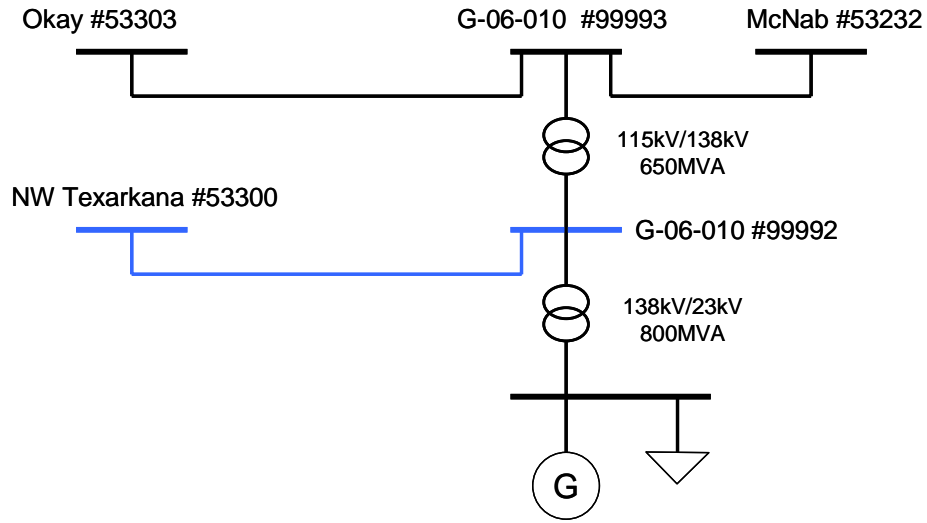 Okay #53303
G-06-010 #99993
McNab #53232
115kV/138kV
650MVA
NW Texarkana #53300
G-06-010 #99992
138kV/23kV
800MVA
G